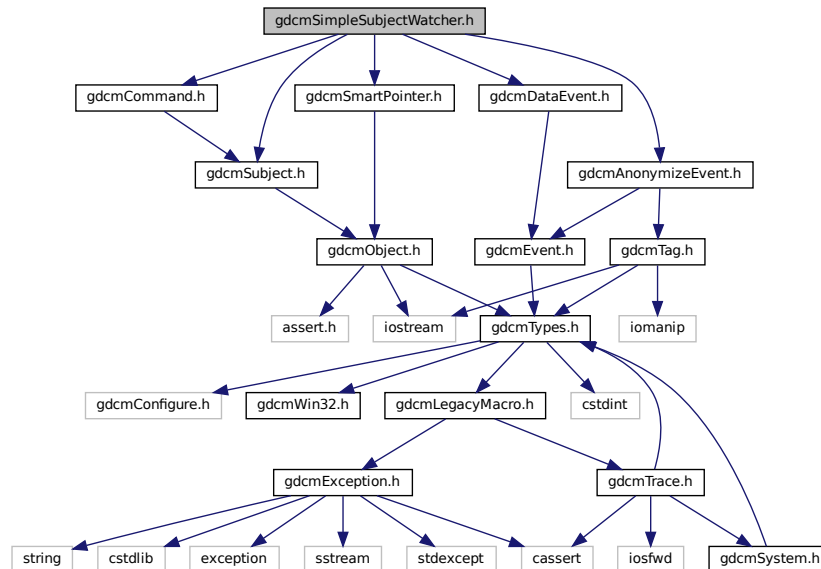 gdcmSimpleSubjectWatcher.h
gdcmCommand.h
gdcmSmartPointer.h
gdcmDataEvent.h
gdcmSubject.h
gdcmAnonymizeEvent.h
gdcmObject.h
gdcmEvent.h
gdcmTag.h
assert.h
iostream
gdcmTypes.h
iomanip
gdcmConfigure.h
gdcmWin32.h
gdcmLegacyMacro.h
cstdint
gdcmException.h
gdcmTrace.h
string
cstdlib
exception
sstream
stdexcept
cassert
iosfwd
gdcmSystem.h